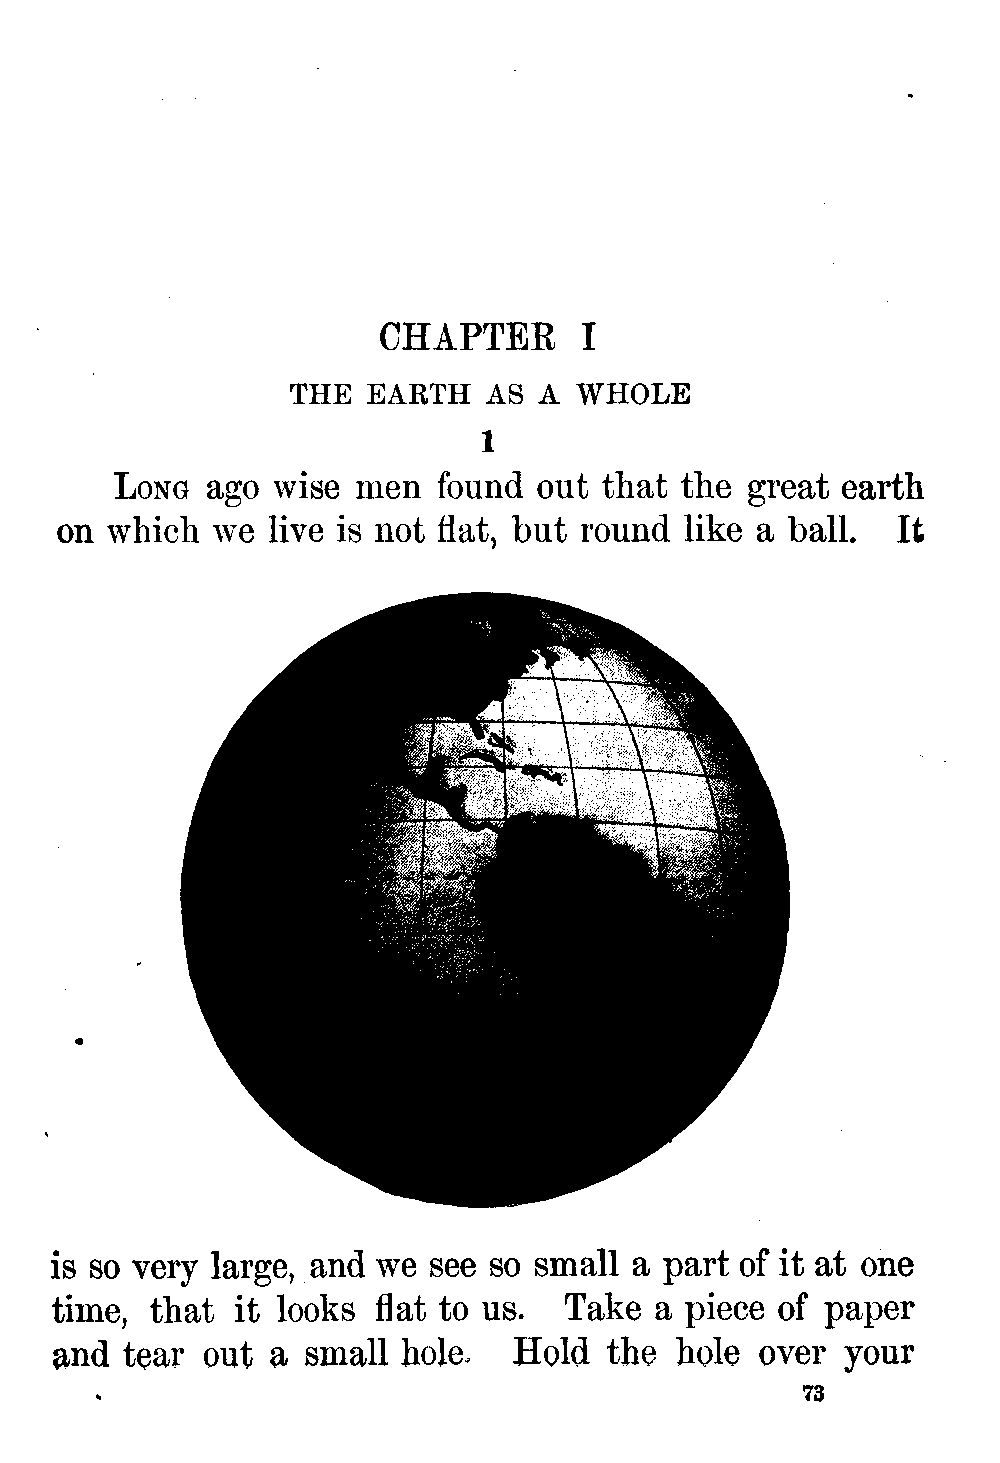 CHAPTER I
THE EARTH AS A WHOLE
1
LONG ago wise men found out that the great earth
on which we live is not flat, but round like a ball. It
is so very large, and we see so small a part of it at one
time, that it looks flat to us. Take a piece of paper
and tear out a small hole. Hold the hole over your
73